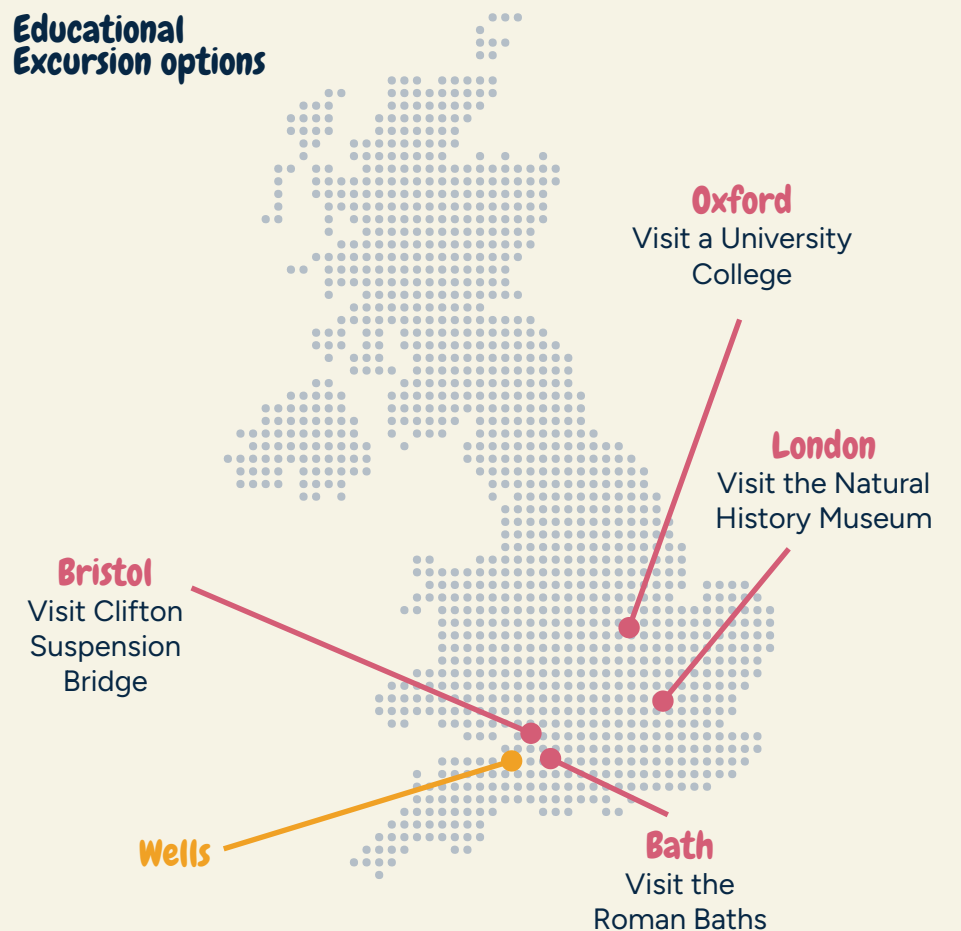 Educational
Excursion options
Oxford
Visit a University
College
London
Visit the Natural
History Museum
Bristol
Visit Clifton
Suspension
Bridge
Wells
Bath
Visit the
Roman Baths